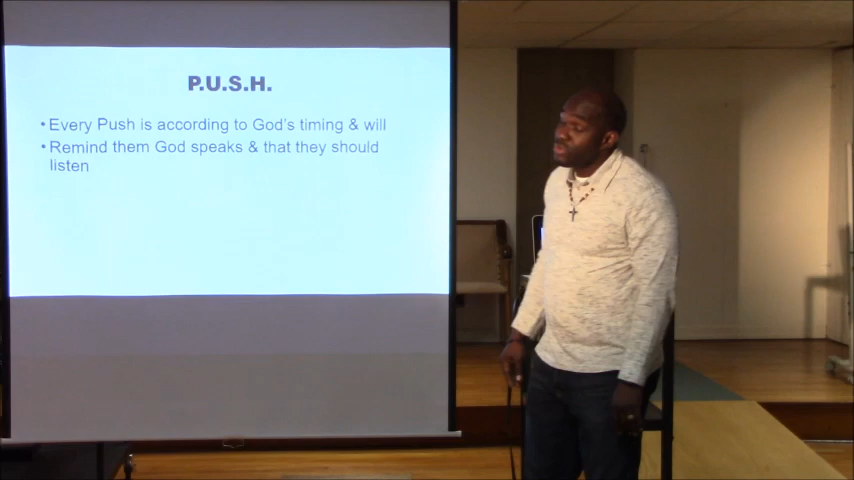 P.U.S.H.
• Every Push is according to God's timing & will
• Remind them God speaks & that they should
listen